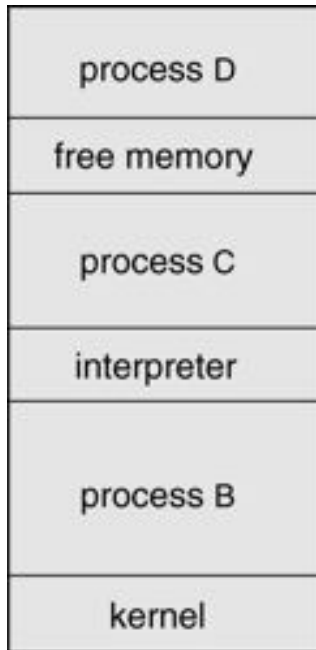 process D
free memory
process C
interpreter
process B
kernel